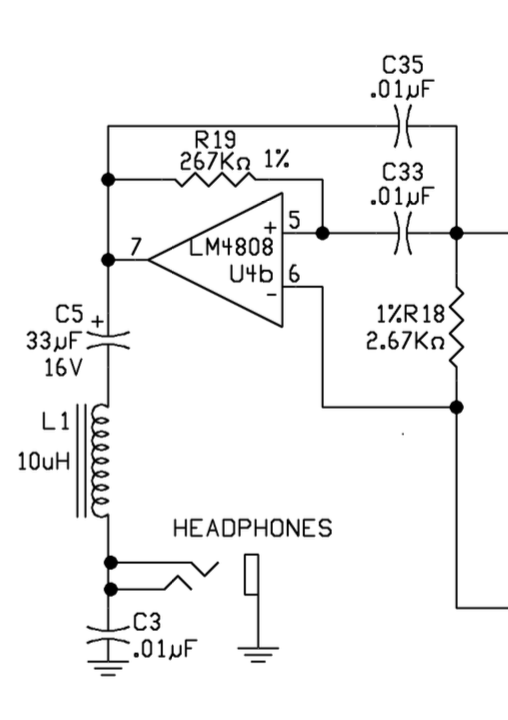 C35
.01µF
R19
267KΩ 1%
C33
.01µF
+ 5
7
LM4808
U4b 6
-
C5 +
33µF
16V
1%R18
2.67KΩ
L1
10uH
HEADPHONES
C3
.01µF